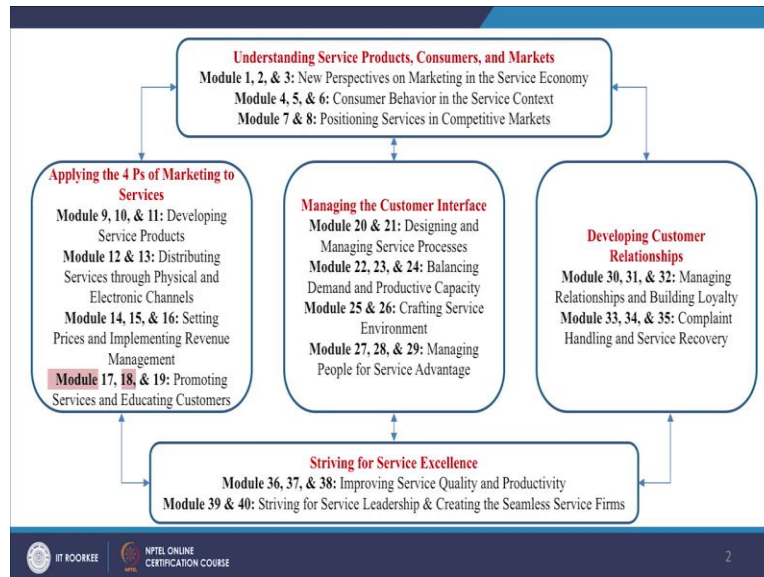 Understanding Service Products, Consumers, and Markets
Module 1, 2, & 3: New Perspectives on Marketing in the Service Economy
Module 4, 5, & 6: Consumer Behavior in the Service Context
Module 7 & 8: Positioning Services in Competitive Markets
Applying the 4 Ps of Marketing to
Services
Module 9, 10, & 11: Developing
Service Products
Module 12 & 13: Distributing
Services through Physical and
Electronic Channels
Module 14, 15, & 16: Setting
Prices and Implementing Revenue
Management
Module 17, 18, & 19: Promoting
Services and Educating Customers
Managing the Customer Interface
Module 20 & 21: Designing and
Managing Service Processes
Module 22, 23, & 24: Balancing
Demand and Productive Capacity
Module 25 & 26: Crafting Service
Environment
Module 27, 28, & 29: Managing
People for Service Advantage
Developing Customer
Relationships
Module 30, 31, & 32: Managing
Relationships and Building Loyalty
Module 33, 34, & 35: Complaint
Handling and Service Recovery
Striving for Service Excellence
Module 36, 37, & 38: Improving Service Quality and Productivity
Module 39 & 40: Striving for Service Leadership & Creating the Seamless Service Firms
IIT ROORKEE
NPTEL ONLINE
CERTIFICATION COURSE
2